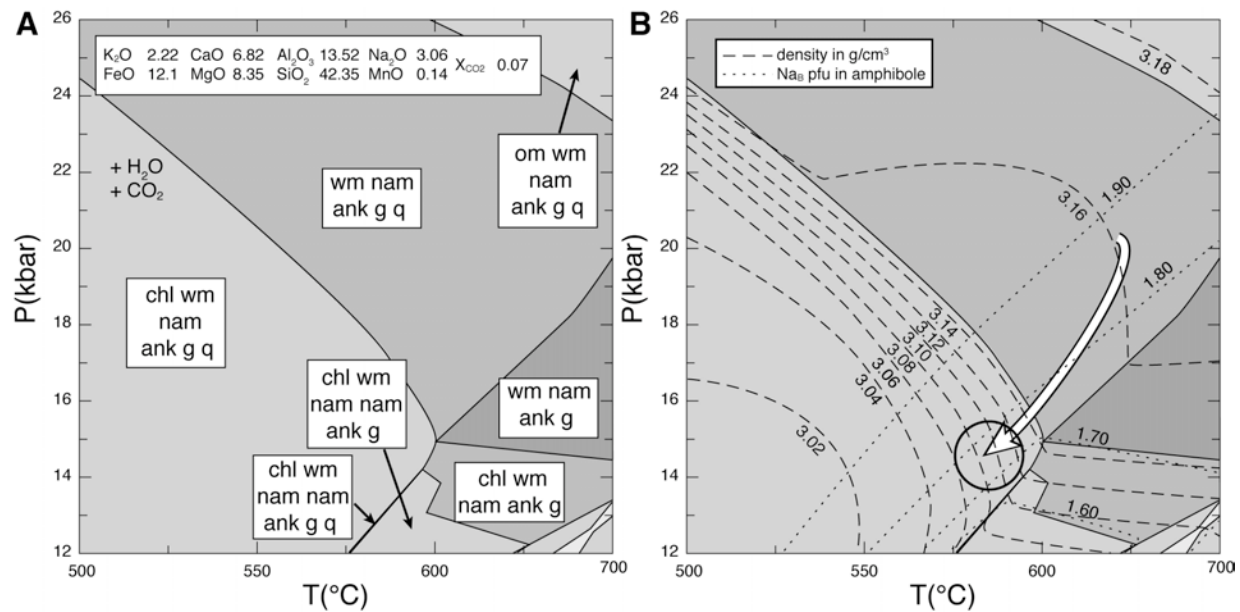 A
K₂O 2.22 CaO 6.82 Al₂O₃ 13.52 Na₂O 3.06
FeO 12.1 MgO 8.35 SiO₂ 42.35 MnO 0.14
X_CO2 0.07
26
24
22
20
18
16
14
12
P(kbar)
+ H₂O
+ CO₂
om wm
nam
ank g q
wm nam
ank g q
chl wm
nam
ank g q
chl wm
nam nam
ank g
wm nam
ank g
chl wm
nam nam
ank g q
chl wm
nam ank g
500
550
600
650
700
T(°C)
B
density in g/cm³
Na_B pfu in amphibole
26
24
22
20
18
16
14
12
P(kbar)
3.18
1.90
3.16
1.80
3.14
3.12
3.10
3.08
3.06
3.04
3.02
1.70
1.60
500
550
600
650
700
T(°C)